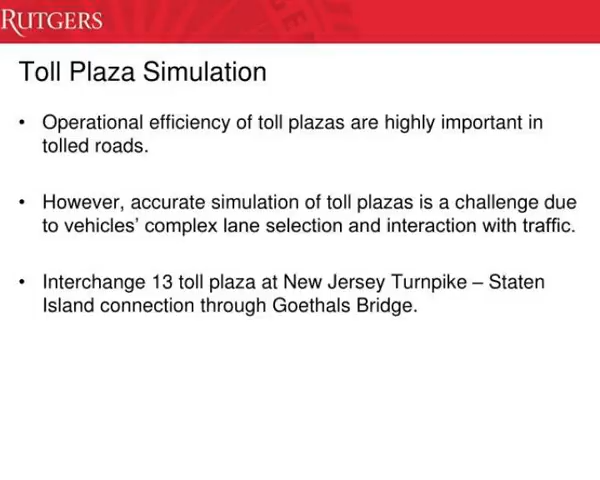 RUTGERS
Toll Plaza Simulation
• Operational efficiency of toll plazas are highly important in
tolled roads.
• However, accurate simulation of toll plazas is a challenge due
to vehicles’ complex lane selection and interaction with traffic.
• Interchange 13 toll plaza at New Jersey Turnpike – Staten
Island connection through Goethals Bridge.